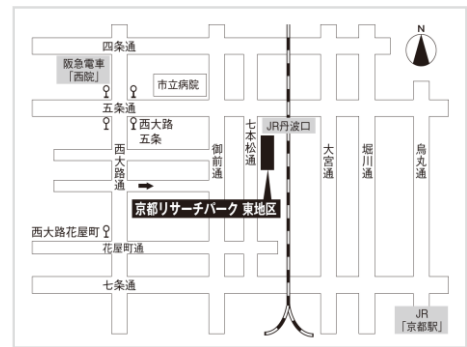 四条通
N
阪急電車
「西院」
市立病院
五条通
西大路
五条
JR丹波口
西大路通
御前通
七本松通
大宮通
堀川通
烏丸通
京都リサーチパーク 東地区
西大路花屋町
花屋町通
七条通
JR
「京都駅」